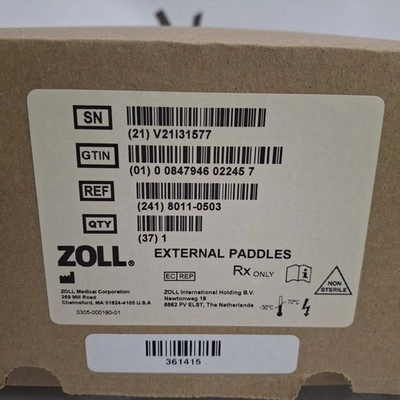 SN
(21) V21I31577
GTIN
(01) 0 0847946 02245 7
REF
(241) 8011-0503
QTY
(37) 1
ZOLL® EXTERNAL PADDLES
EC REP
Rx ONLY
NON
STERILE
ZOLL Medical Corporation
269 Mill Road
Chelmsford, MA 01824-4105 U.S.A
ZOLL International Holding B.V.
Newtonweg 18
6662 PV ELST, The Netherlands
-30°C
70°C
0305-000190-01
361415